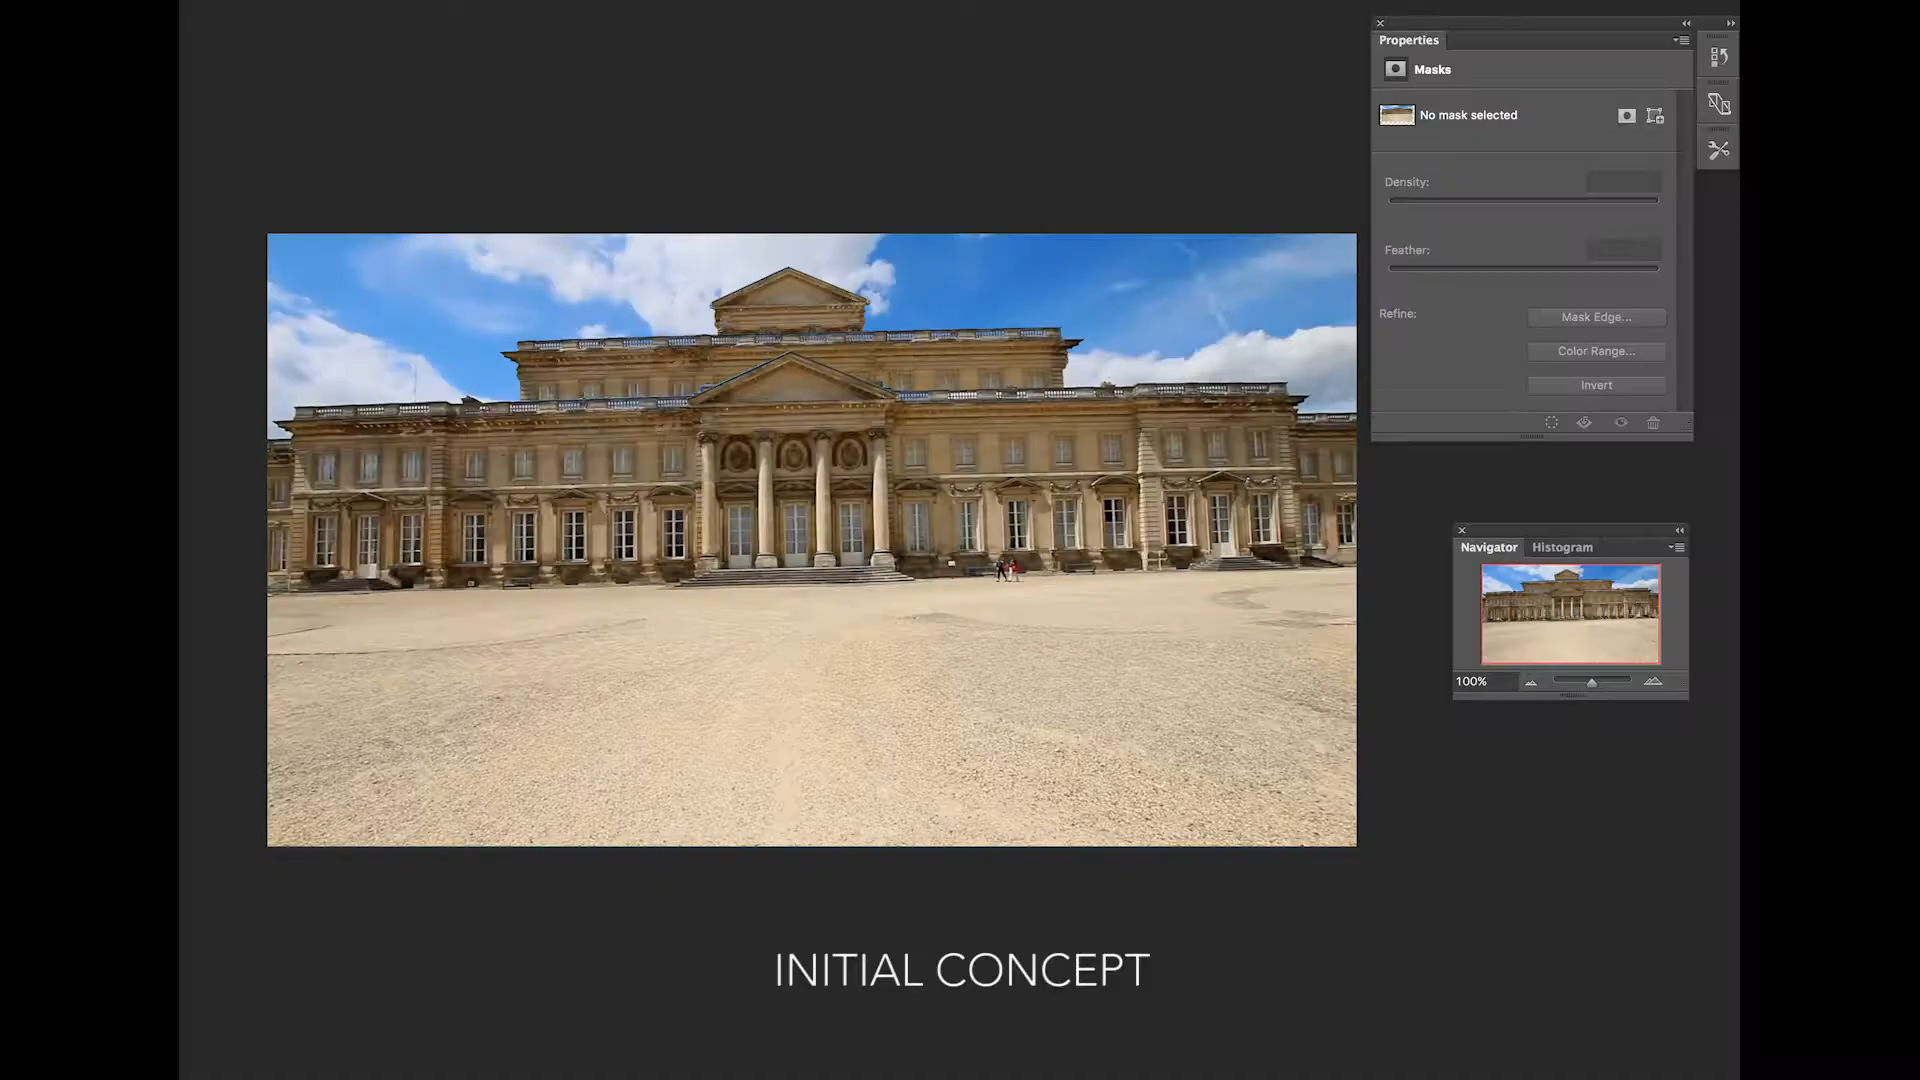 Properties
Masks
No mask selected
Density:
Feather:
Refine:
Mask Edge...
Color Range...
Invert
Navigator
Histogram
100%
INITIAL CONCEPT